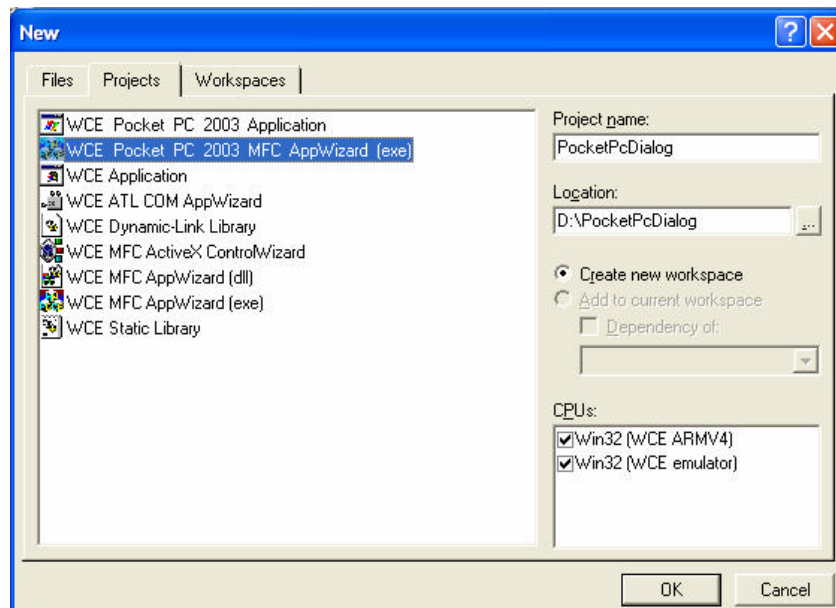 New
Files Projects Workspaces
WCE Pocket PC 2003 Application
WCE Pocket PC 2003 MFC AppWizard (exe)
WCE Application
WCE ATL COM AppWizard
WCE Dynamic-Link Library
WCE MFC ActiveX ControlWizard
WCE MFC AppWizard (dll)
WCE MFC AppWizard (exe)
WCE Static Library
Project name:
PocketPcDialog
Location:
D:\PocketPcDialog
...
Create new workspace
Add to current workspace
Dependency of:
CPUs:
Win32 (WCE ARMV4)
Win32 (WCE emulator)
OK Cancel